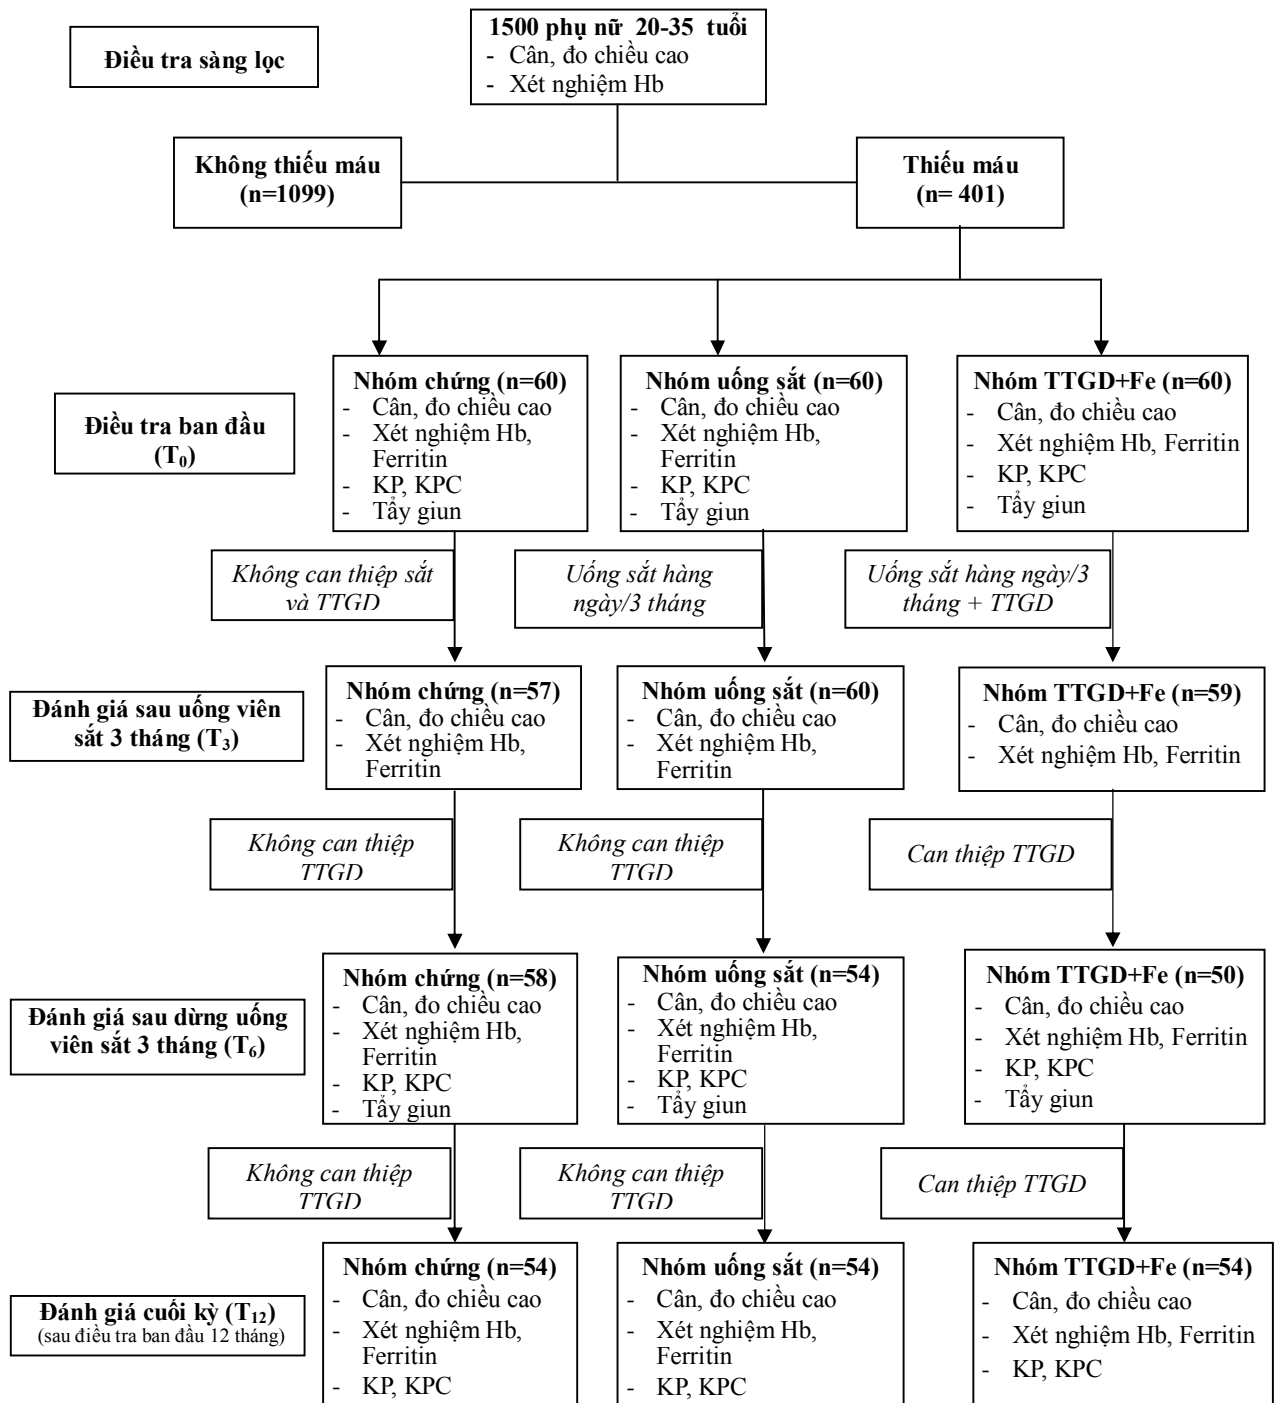 Điều tra sàng lọc
1500 phụ nữ 20-35 tuổi
- Cân, đo chiều cao
- Xét nghiệm Hb
Không thiếu máu
(n=1099)
Thiếu máu
(n= 401)
Điều tra ban đầu
(T0)
Nhóm chứng (n=60)
- Cân, đo chiều cao
- Xét nghiệm Hb,
Ferritin
- KP, KPC
- Tẩy giun
Nhóm uống sắt (n=60)
- Cân, đo chiều cao
- Xét nghiệm Hb,
Ferritin
- KP, KPC
- Tẩy giun
Nhóm TTGD+Fe (n=60)
- Cân, đo chiều cao
- Xét nghiệm Hb, Ferritin
- KP, KPC
- Tẩy giun
Không can thiệp sắt
và TTGD
Uống sắt hàng
ngày/3 tháng
Uống sắt hàng ngày/3
tháng + TTGD
Đánh giá sau uống viên
sắt 3 tháng (T3)
Nhóm chứng (n=57)
- Cân, đo chiều cao
- Xét nghiệm Hb,
Ferritin
Nhóm uống sắt (n=60)
- Cân, đo chiều cao
- Xét nghiệm Hb,
Ferritin
Nhóm TTGD+Fe (n=59)
- Cân, đo chiều cao
- Xét nghiệm Hb, Ferritin
Không can thiệp
TTGD
Không can thiệp
TTGD
Can thiệp TTGD
Đánh giá sau dừng uống
viên sắt 3 tháng (T6)
Nhóm chứng (n=58)
- Cân, đo chiều cao
- Xét nghiệm Hb,
Ferritin
- KP, KPC
- Tẩy giun
Nhóm uống sắt (n=54)
- Cân, đo chiều cao
- Xét nghiệm Hb,
Ferritin
- KP, KPC
- Tẩy giun
Nhóm TTGD+Fe (n=50)
- Cân, đo chiều cao
- Xét nghiệm Hb, Ferritin
- KP, KPC
- Tẩy giun
Không can thiệp
TTGD
Không can thiệp
TTGD
Can thiệp TTGD
Đánh giá cuối kỳ (T12)
(sau điều tra ban đầu 12 tháng)
Nhóm chứng (n=54)
- Cân, đo chiều cao
- Xét nghiệm Hb,
Ferritin
- KP, KPC
Nhóm uống sắt (n=54)
- Cân, đo chiều cao
- Xét nghiệm Hb,
Ferritin
- KP, KPC
Nhóm TTGD+Fe (n=54)
- Cân, đo chiều cao
- Xét nghiệm Hb, Ferritin
- KP, KPC